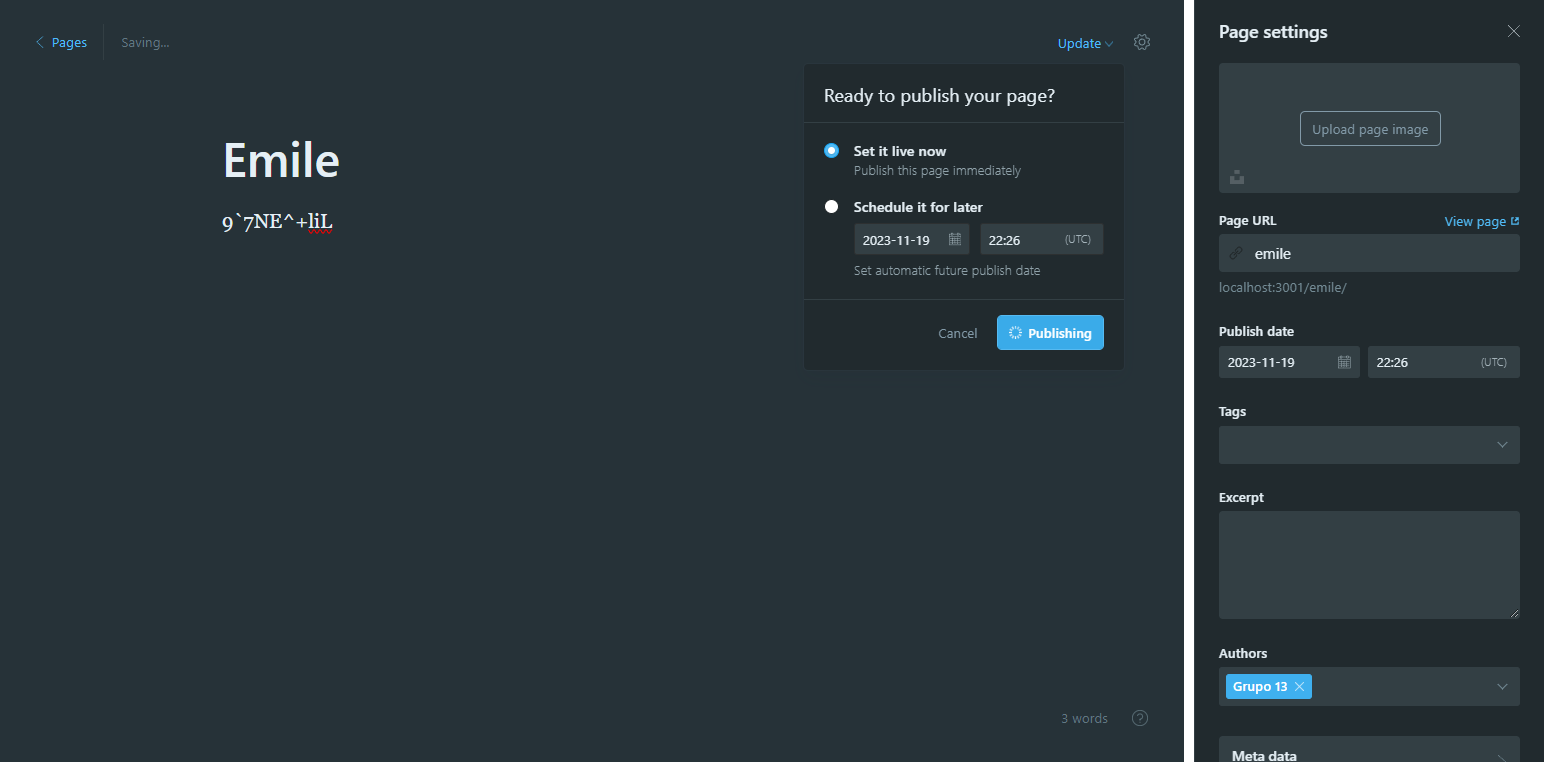 Pages
Saving...
Update
Emile
9`7NE^+liL
Ready to publish your page?
Set it live now
Publish this page immediately
Schedule it for later
2023-11-19
22:26 (UTC)
Set automatic future publish date
Cancel
Publishing
3 words
?
Page settings
Upload page image
Page URL
View page
emile
localhost:3001/emile/
Publish date
2023-11-19
22:26 (UTC)
Tags
Excerpt
Authors
Grupo 13
Meta data